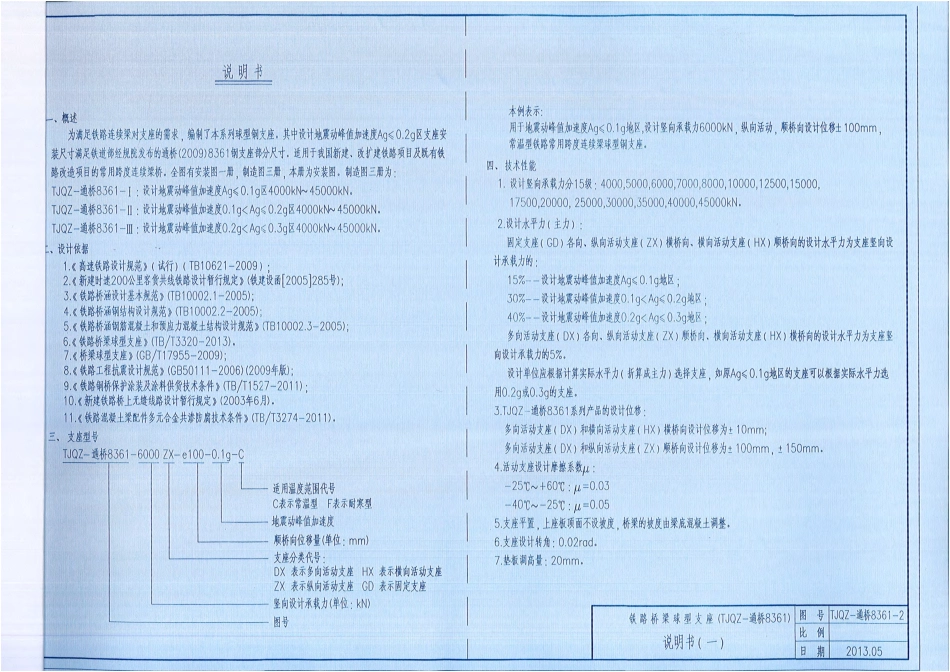 说明书
一、概述
为满足铁路连续梁对支座的需求，编制了本系列球型钢支座。其中设计地震动峰值加速度Ag≤0.2g区支座安
装尺寸满足铁道部经规院发布的通桥(2009)8361钢支座部分尺寸。适用于我国新建、改扩建铁路项目及既有铁
路改造项目的常用跨度连续梁桥。全图有安装图一册，制造图三册，本册为安装图。制造图三册为：
TJQZ-通桥8361-Ⅰ：设计地震动峰值加速度Ag≤0.1g区4000kN~45000kN。
TJQZ-通桥8361-Ⅱ：设计地震动峰值加速度0.1g<Ag≤0.2g区4000kN~45000kN。
TJQZ-通桥8361-Ⅲ：设计地震动峰值加速度0.2g<Ag≤0.3g区4000kN~45000kN。
二、设计依据
1.《高速铁路设计规范》(试行)(TB10621-2009)；
2.《新建时速200公里客货共线铁路设计暂行规定》(铁建设函[2005]285号)；
3.《铁路桥涵设计基本规范》(TB10002.1-2005)；
4.《铁路桥涵钢结构设计规范》(TB10002.2-2005)；
5.《铁路桥涵钢筋混凝土和预应力混凝土结构设计规范》(TB10002.3-2005)；
6.《铁路桥梁球型支座》(TB/T3320-2013)。
7.《桥梁球型支座》(GB/T17955-2009)；
8.《铁路工程抗震设计规范》(GB50111-2006)(2009年版)；
9.《铁路钢桥保护涂装及涂料供货技术条件》(TB/T1527-2011)；
10.《新建铁路桥上无缝线路设计暂行规定》(2003年6月)。
11.《铁路混凝土梁配件多元合金共渗防腐技术条件》(TB/T3274-2011)。
三、支座型号
TJQZ-通桥8361-6000 ZX-e100-0.1g-C
适用温度范围代号
C表示常温型 F表示耐寒型
地震动峰值加速度
顺桥向位移量(单位：mm)
支座分类代号：
DX 表示多向活动支座 HX 表示横向活动支座
ZX 表示纵向活动支座 GD 表示固定支座
竖向设计承载力(单位：kN)
图号
本例表示:
用于地震动峰值加速度Ag≤0.1g地区,设计竖向承载力6000kN，纵向活动，顺桥向设计位移±100mm，
常温型铁路常用跨度连续梁球型钢支座。
四、技术性能
1. 设计竖向承载力分15级：4000,5000,6000,7000,8000,10000,12500,15000,
17500,20000, 25000,30000,35000,40000,45000kN。
2.设计水平力(主力)：
固定支座(GD)各向、纵向活动支座(ZX)横桥向、横向活动支座(HX)顺桥向的设计水平力为支座竖向设
计承载力的：
15%--设计地震动峰值加速度Ag≤0.1g地区；
30%--设计地震动峰值加速度0.1g<Ag≤0.2g地区；
40%--设计地震动峰值加速度0.2g<Ag≤0.3g地区；
多向活动支座(DX)各向、纵向活动支座(ZX)顺桥向、横向活动支座(HX)横桥向的设计水平力为支座竖
向设计承载力的5%。
设计单位应根据计算实际水平力(折算成主力)选择支座，如原Ag≤0.1g地区的支座可以根据实际水平力选
用0.2g或0.3g的支座。
3.TJQZ-通桥8361系列产品的设计位移：
多向活动支座(DX)和横向活动支座(HX)横桥向设计位移为±10mm；
多向活动支座(DX)和纵向活动支座(ZX)顺桥向设计位移为±100mm，±150mm。
4.活动支座设计摩擦系数μ：
-25℃~+60℃：μ=0.03
-40℃~-25℃：μ=0.05
5.支座平置，上座板顶面不设坡度，桥梁的坡度由梁底混凝土调整。
6.支座设计转角：0.02rad。
7.垫板调高量：20mm。
铁路桥梁球型支座(TJQZ-通桥8361)
说明书(一)
图 号 TJQZ-通桥8361-2
比 例
日 期 2013.05